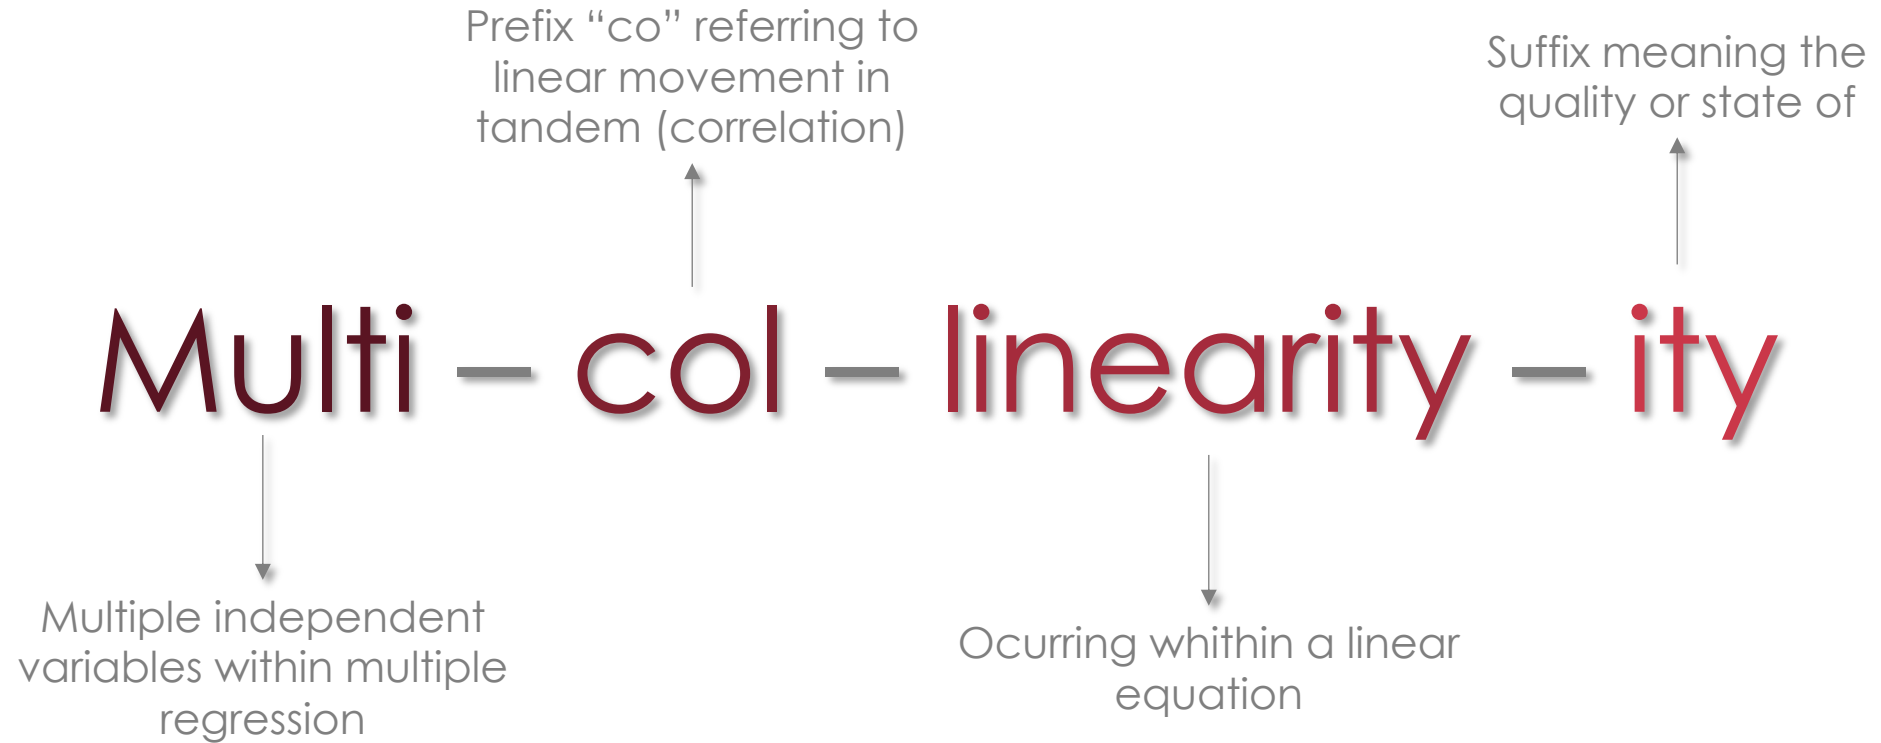 Prefix “co” referring to
linear movement in
tandem (correlation)
Suffix meaning the
quality or state of
Multi – col – linearity – ity
Multiple independent
variables within multiple
regression
Ocurring whithin a linear
equation